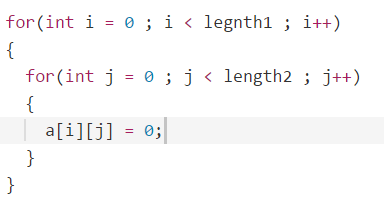 for(int i = 0 ; i < legnth1 ; i++)
{
  for(int j = 0 ; j < length2 ; j++)
  {
    a[i][j] = 0;
  }
}